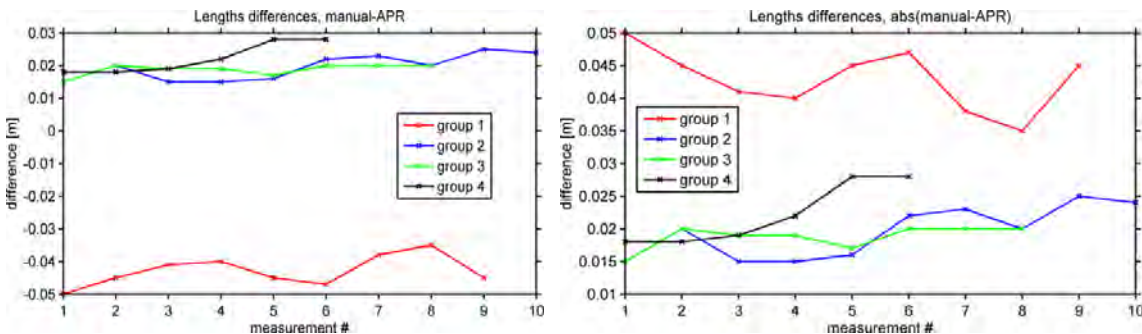 Lengths differences, manual-APR
difference [m]
0.03
0.02
0.01
0
-0.01
-0.02
-0.03
-0.04
-0.05
group 1
group 2
group 3
group 4
1 2 3 4 5 6 7 8 9 10
measurement #
Lengths differences, abs(manual-APR)
difference [m]
0.05
0.045
0.04
0.035
0.03
0.025
0.02
0.015
0.01
group 1
group 2
group 3
group 4
1 2 3 4 5 6 7 8 9 10
measurement #